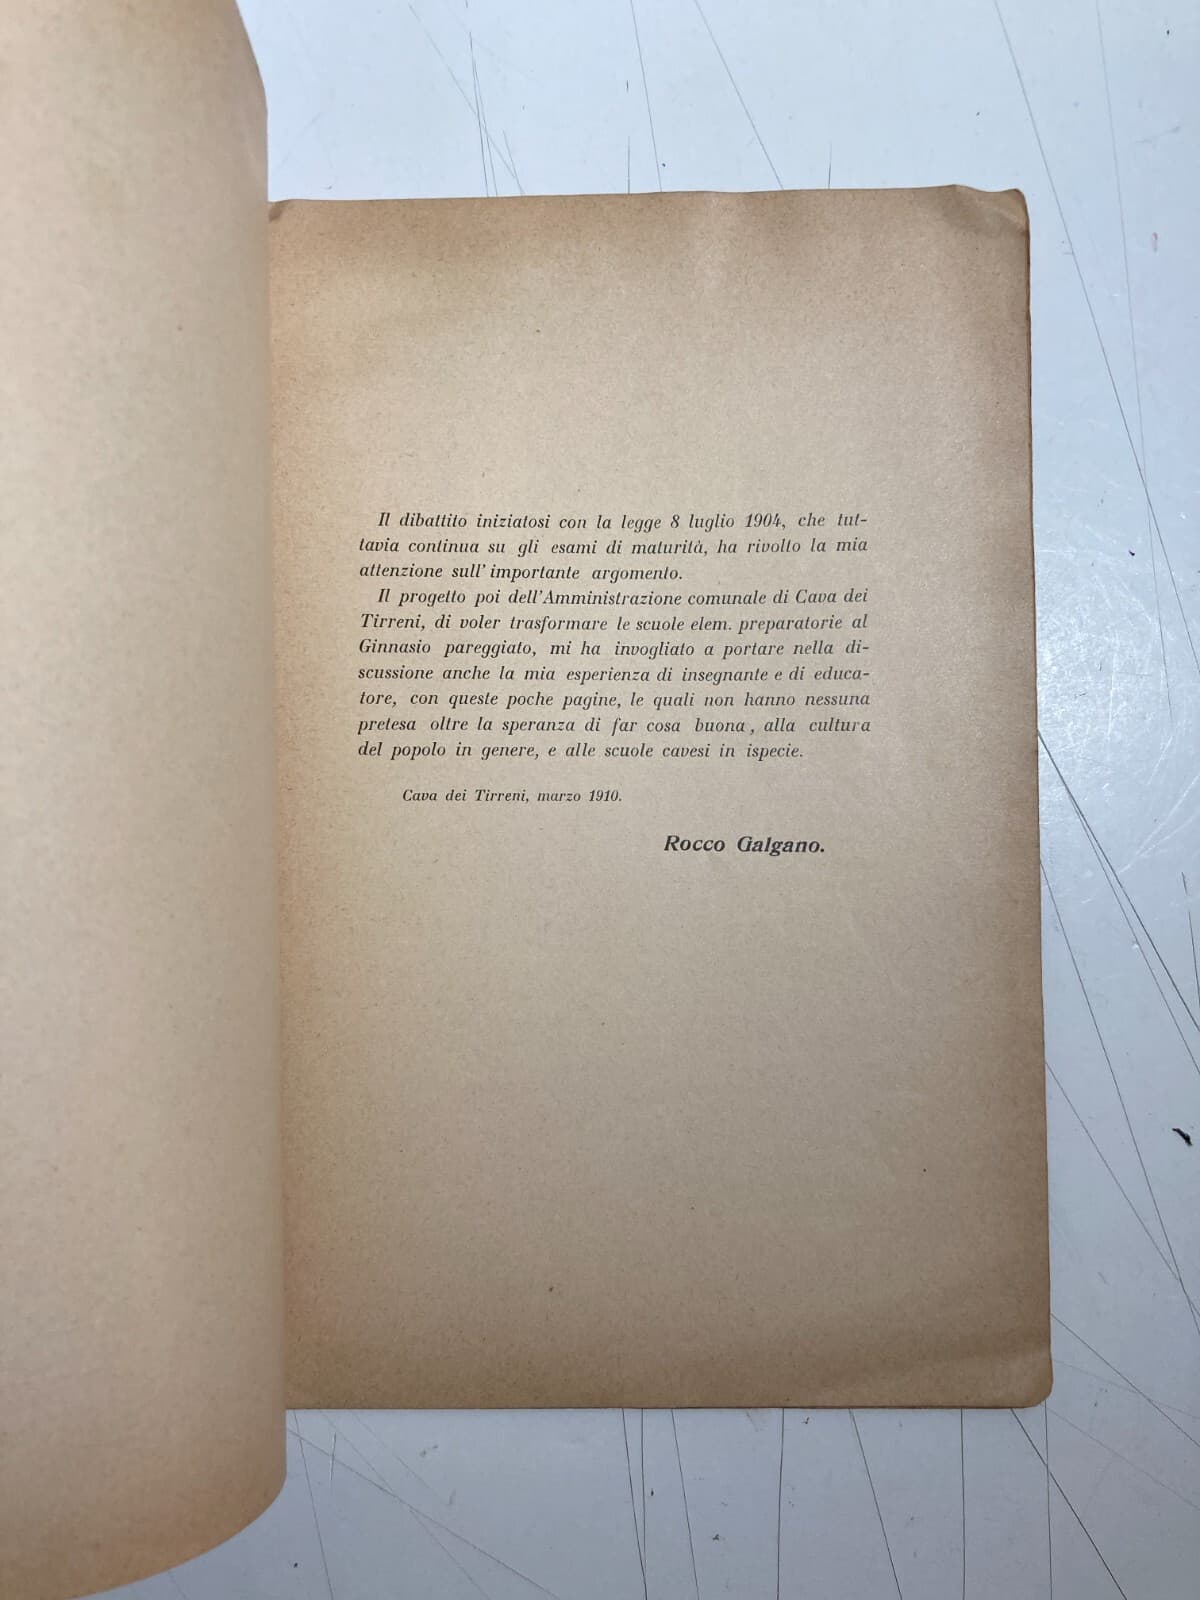 Il dibattito iniziatosi con la legge 8 luglio 1904, che tut-
tavia continua su gli esami di maturità, ha rivolto la mia
attenzione sull'importante argomento.
Il progetto poi dell'Amministrazione comunale di Cava dei
Tirreni, di voler trasformare le scuole elem. preparatorie al
Ginnasio pareggiato, mi ha invogliato a portare nella di-
scussione anche la mia esperienza di insegnante e di educa-
tore, con queste poche pagine, le quali non hanno nessuna
pretesa oltre la speranza di far cosa buona, alla cultura
del popolo in genere, e alle scuole cavesi in ispecie.
Cava dei Tirreni, marzo 1910.
Rocco Galgano.